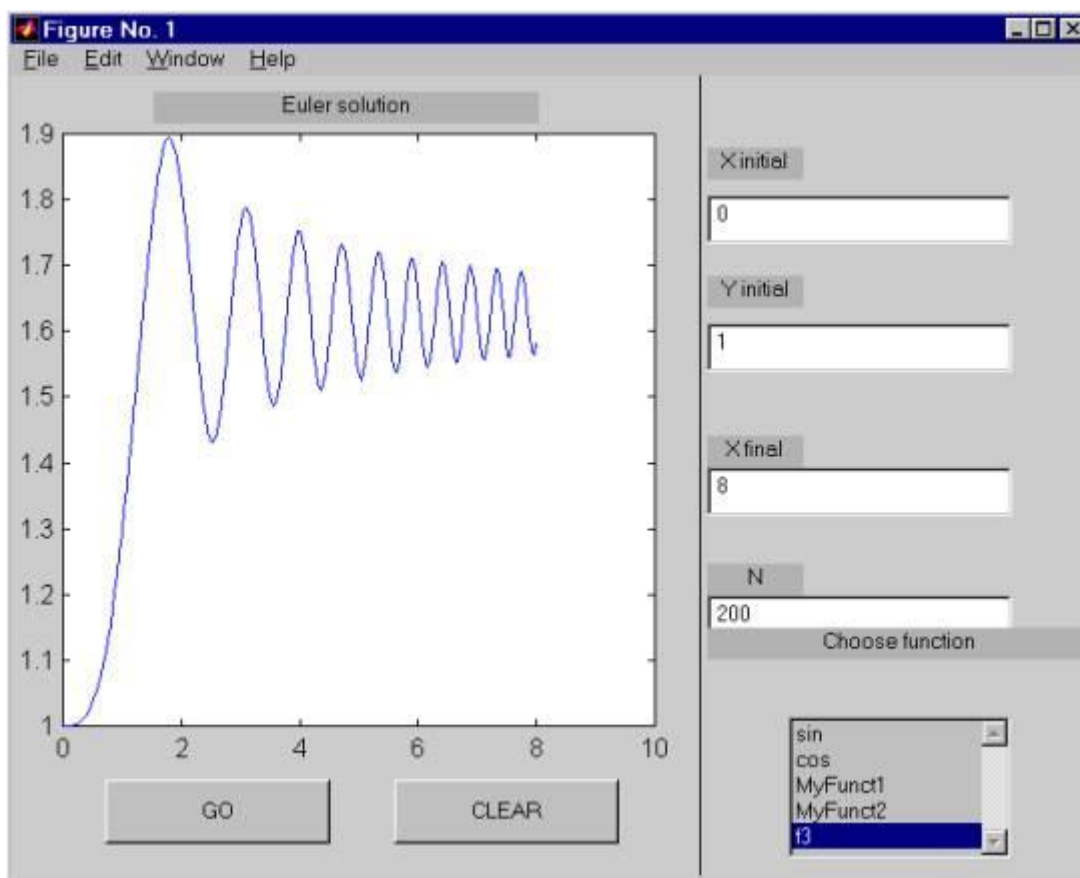 Figure No. 1
File Edit Window Help
Euler solution
1.9
1.8
1.7
1.6
1.5
1.4
1.3
1.2
1.1
1
0 2 4 6 8 10
GO CLEAR
X initial
0
Y initial
1
X final
8
N
200
Choose function
sin
cos
MyFunct1
MyFunct2
f3